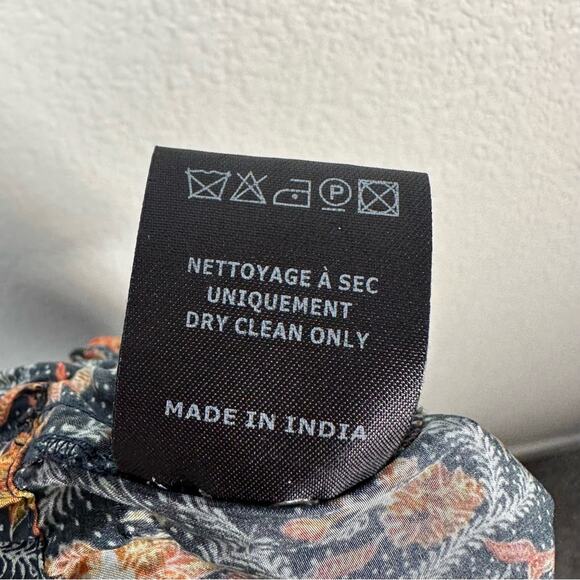 P
NETTOYAGE À SEC
UNIQUEMENT
DRY CLEAN ONLY
MADE IN INDIA